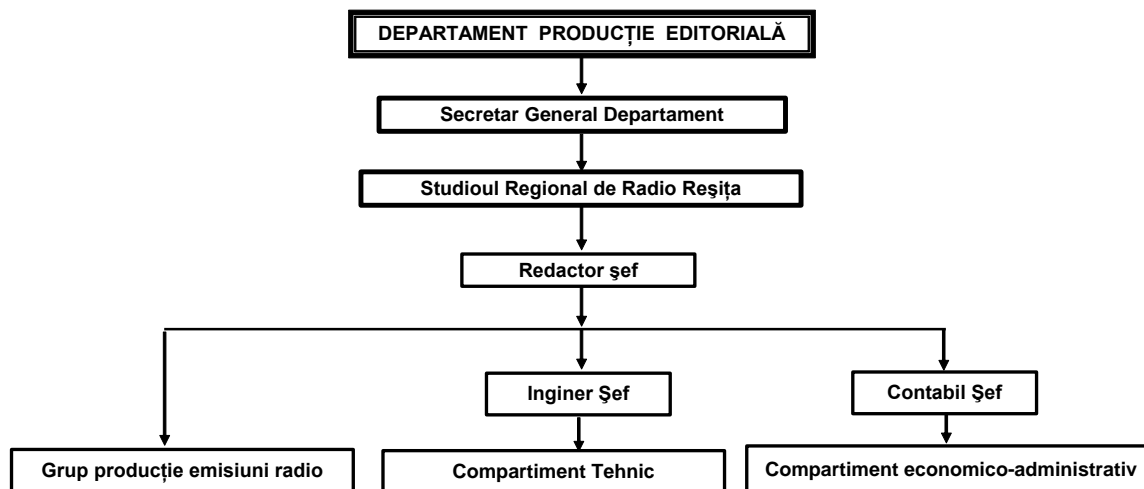 DEPARTAMENT PRODUCȚIE EDITORIALĂ
Secretar General Departament
Studioul Regional de Radio Reşița
Redactor şef
Inginer Şef
Contabil Şef
Grup producție emisiuni radio
Compartiment Tehnic
Compartiment economico-administrativ